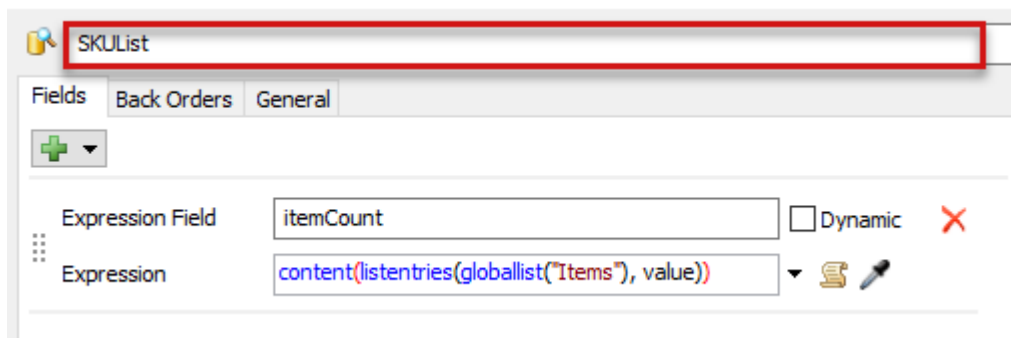 SKUList
Fields Back Orders General
Expression Field itemCount Dynamic
Expression content(listentries(globallist("Items"), value))